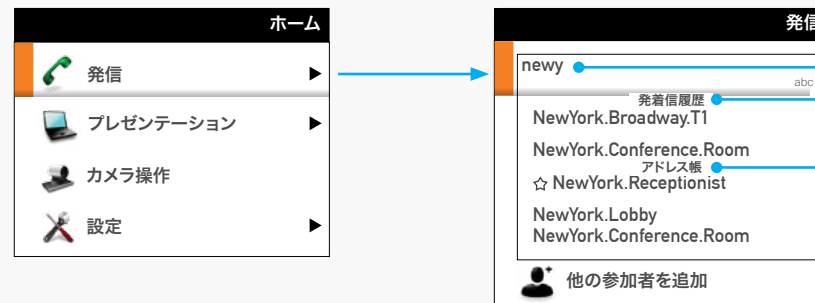 ホーム
発信
プレゼンテーション
カメラ操作
設定
発信
newy
abc
発着信履歴
NewYork.Broadway.T1
NewYork.Conference.Room
アドレス帳
☆ NewYork.Receptionist
NewYork.Lobby
NewYork.Conference.Room
他の参加者を追加